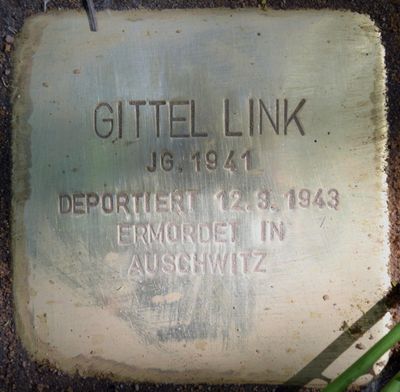 GITTEL LINK
JG. 1941
DEPORTIERT 12.3.1943
ERMORDET IN
AUSCHWITZ